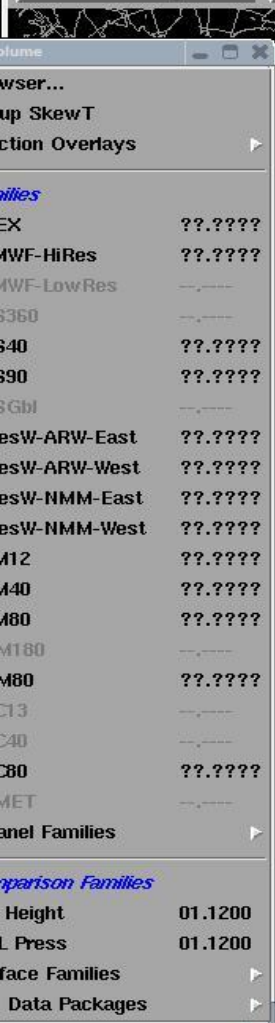 olume
wser...
up SkewT
ction Overlays
milies
EX ??.????
MWF-HiRes ??.????
MWF-LowRes --.----
S360 --.----
S40 ??.????
S90 ??.????
SGbl --.----
esW-ARW-East ??.????
esW-ARW-West ??.????
esW-NMM-East ??.????
esW-NMM-West ??.????
M12 ??.????
M40 ??.????
M80 ??.????
M180 --.----
M80 ??.????
C13 --.----
C40 --.----
C80 ??.????
MET --.----
anel Families
mparison Families
Height 01.1200
L Press 01.1200
face Families
Data Packages